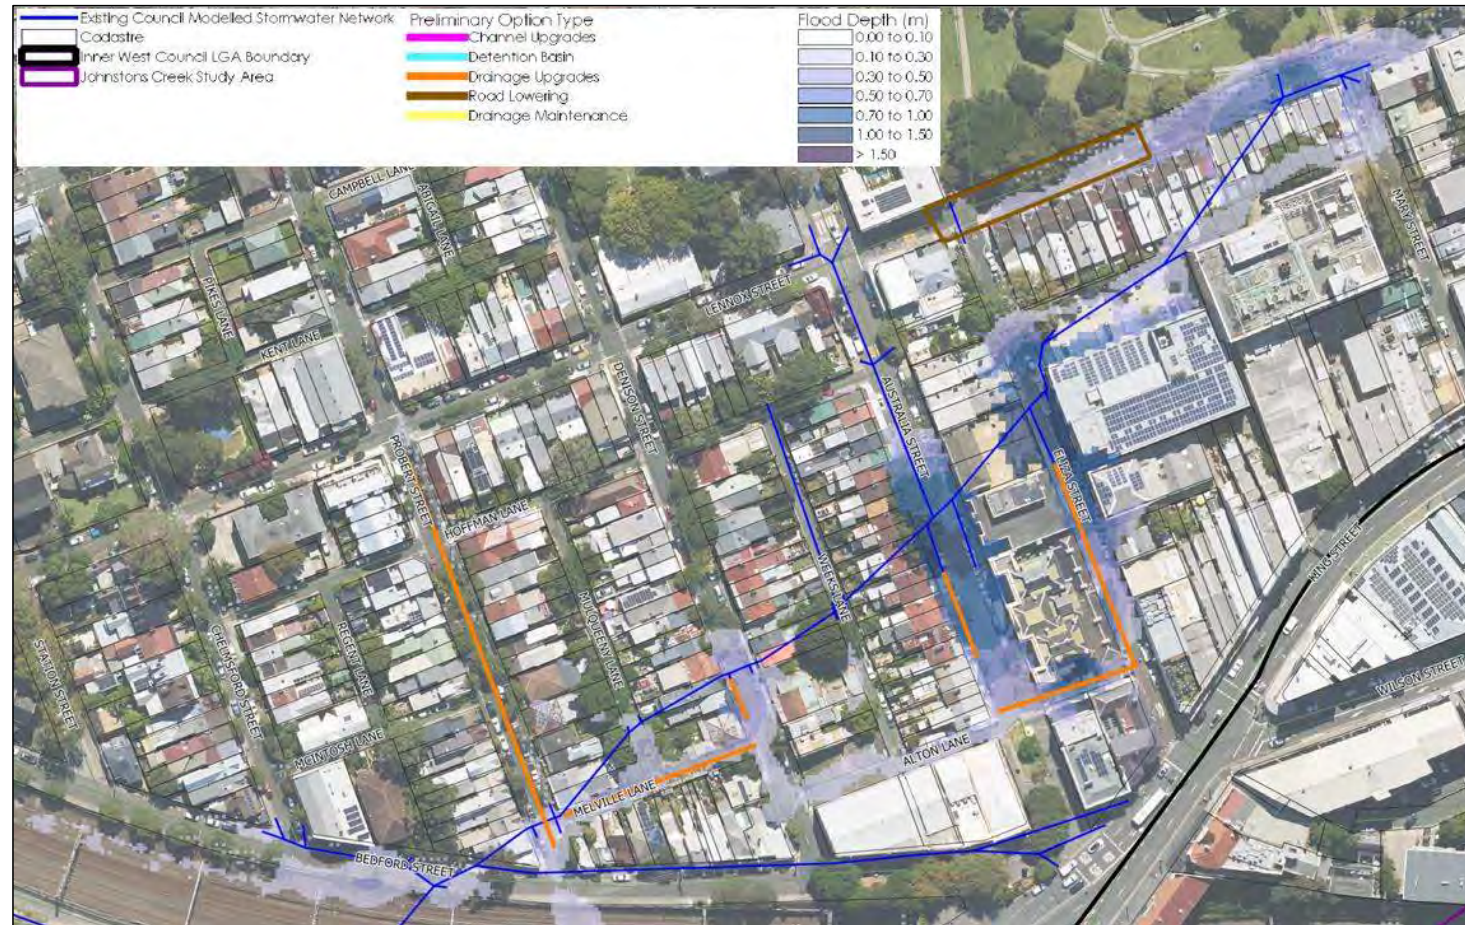 Existing Council Modelled Stormwater Network
Cadastre
Inner West Council LGA Boundary
Johnstons Creek Study Area
Preliminary Option Type
Channel Upgrades
Detention Basin
Drainage Upgrades
Road Lowering
Drainage Maintenance
Flood Depth (m)
0.00 to 0.10
0.10 to 0.30
0.30 to 0.50
0.50 to 0.70
0.70 to 1.00
1.00 to 1.50
> 1.50
CAMPBELL LANE
ABIGAIL LANE
MARY STREET
PIKES LANE
LENNOX STREET
KENT LANE
DENISON STREET
AUSTRALIA STREET
PROBERT STREET
ELIZA STREET
HOFFMAN LANE
KING STREET
WEEKS LANE
MULQUEENY LANE
REGENT LANE
CHELMSFORD STREET
STATION STREET
WILSON STREET
MCINTOSH LANE
ALTON LANE
MELVILLE LANE
BEDFORD STREET